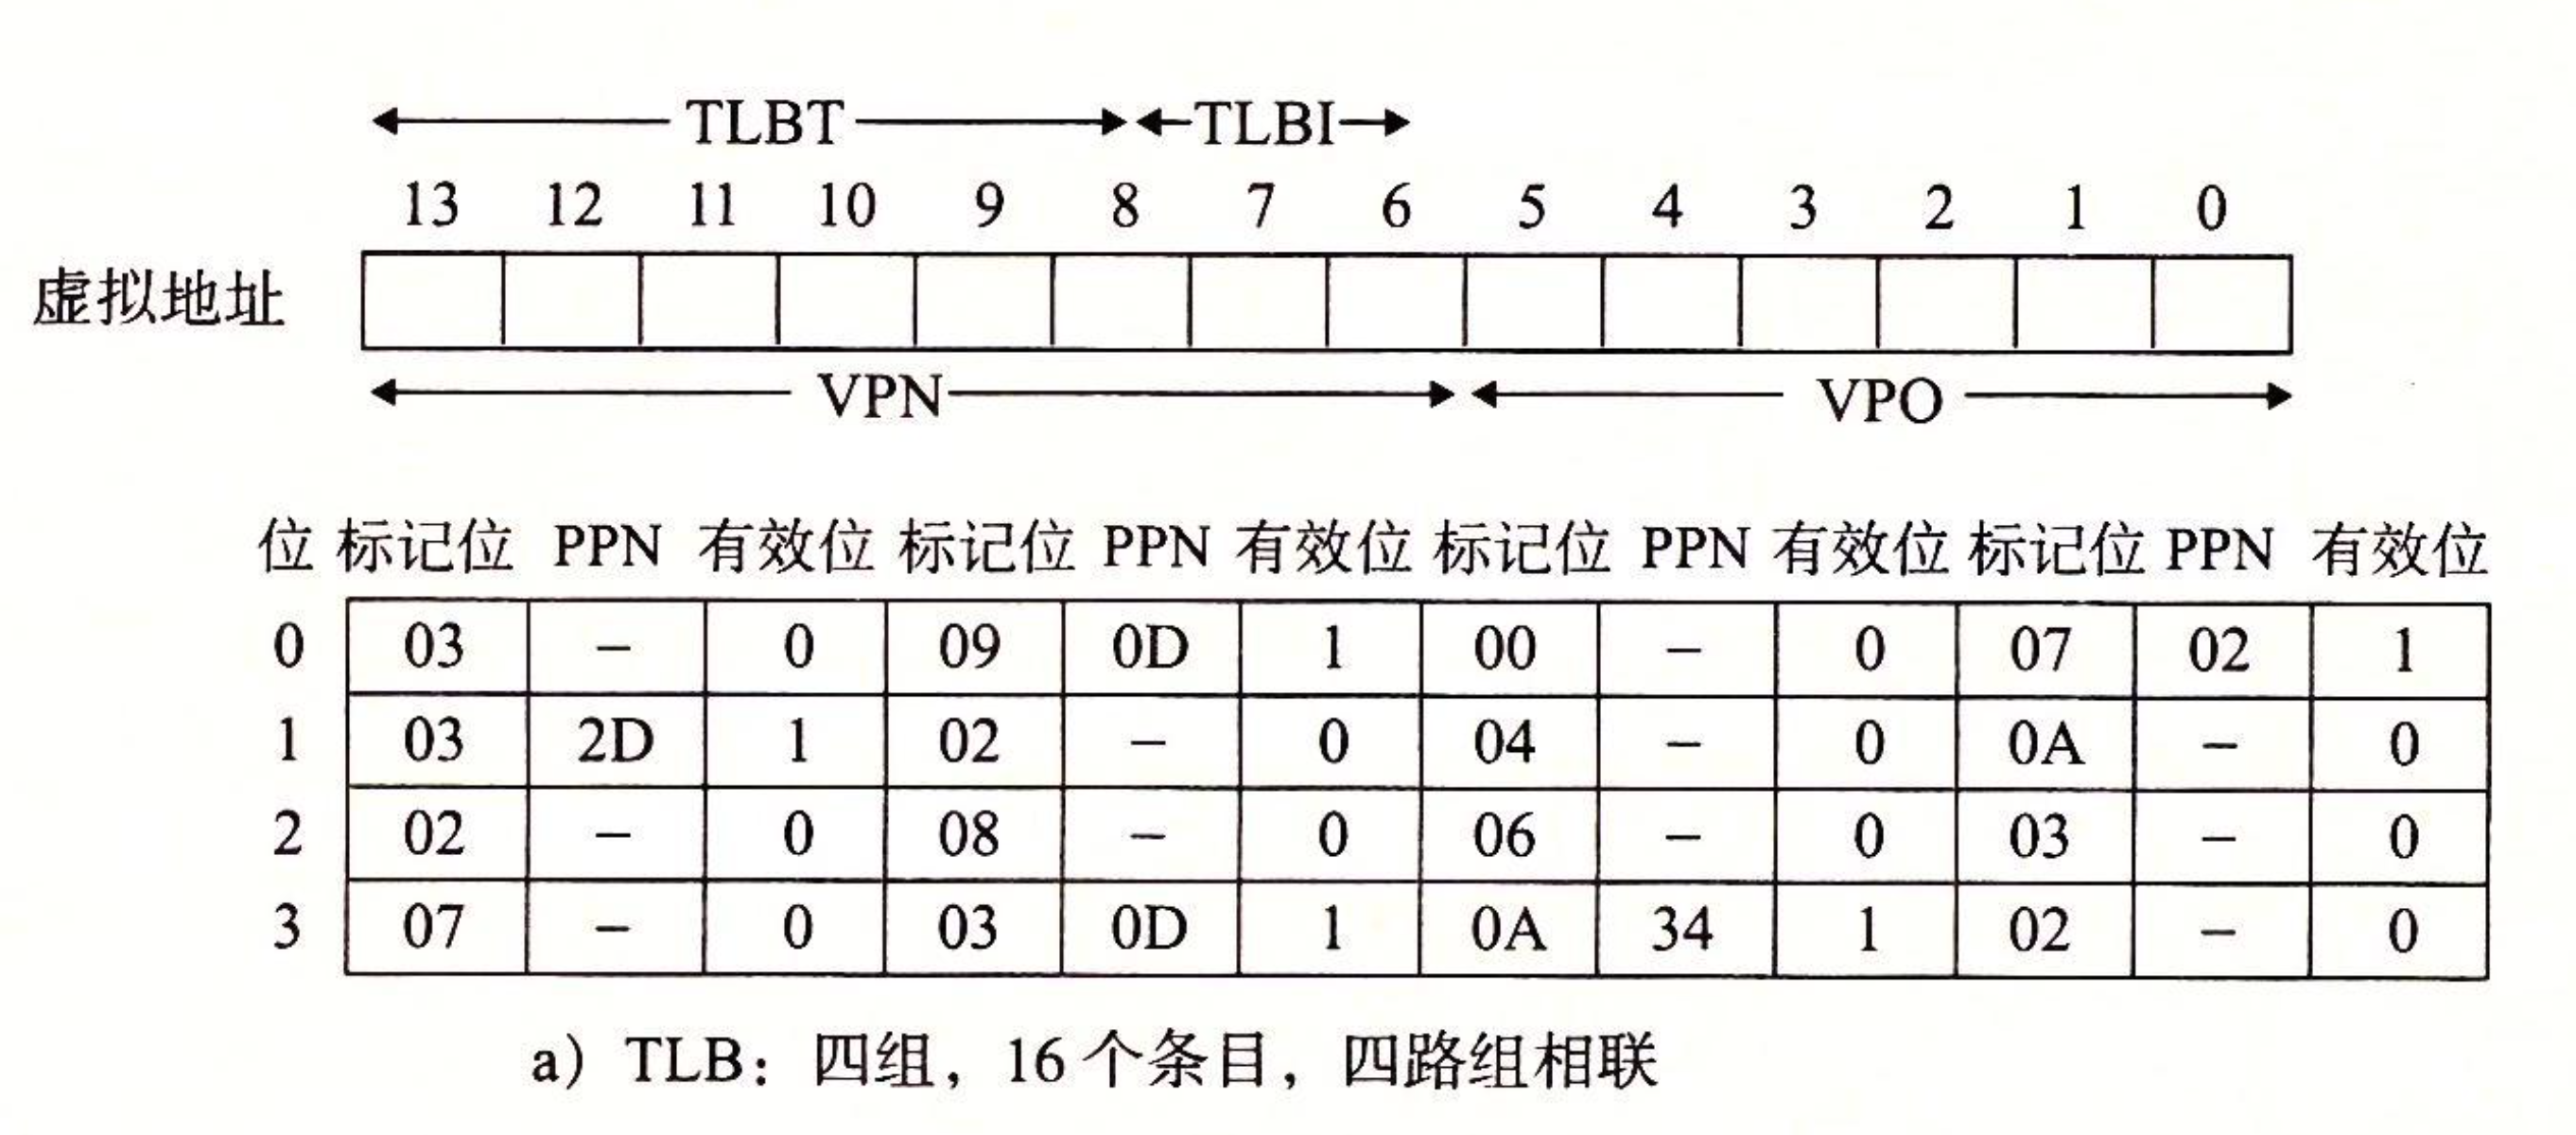 TLBT TLBI
13 12 11 10 9 8 7 6 5 4 3 2 1 0
虚拟地址
VPN VPO
位 标记位 PPN 有效位 标记位 PPN 有效位 标记位 PPN 有效位 标记位 PPN 有效位
0 03 – 0 09 0D 1 00 – 0 07 02 1
1 03 2D 1 02 – 0 04 – 0 0A – 0
2 02 – 0 08 – 0 06 – 0 03 – 0
3 07 – 0 03 0D 1 0A 34 1 02 – 0
a) TLB：四组，16个条目，四路组相联